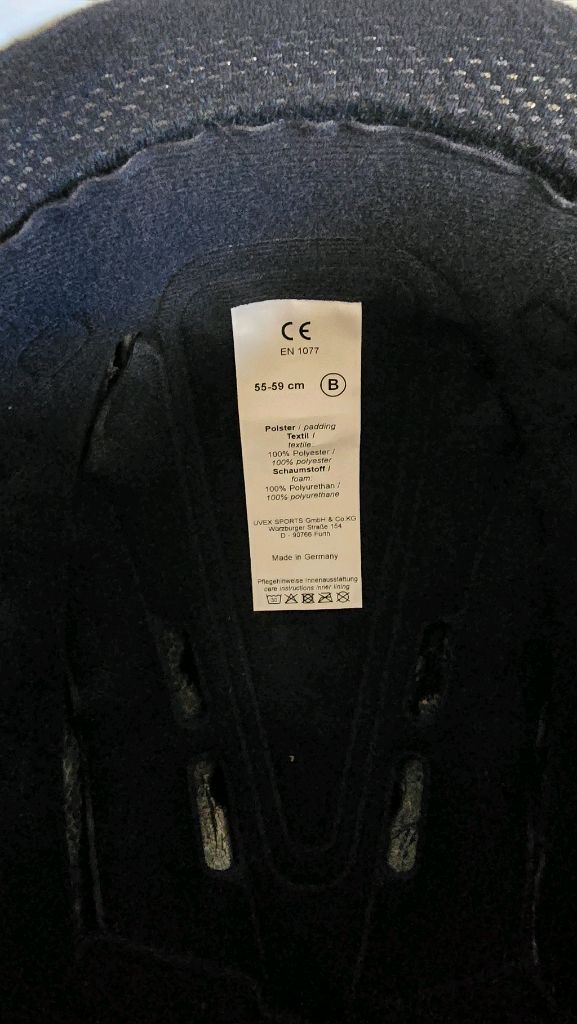 CE
EN 1077
55-59 cm B
Polster / padding
Textil /
textile:
100% Polyester /
100% polyester
Schaumstoff /
foam:
100% Polyurethan /
100% polyurethane
UVEX SPORTS GmbH & Co.KG
Würzburger Straße 154
D - 90766 Fürth
Made in Germany
Pflegehinweise Innenausstattung
care instructions inner lining
30